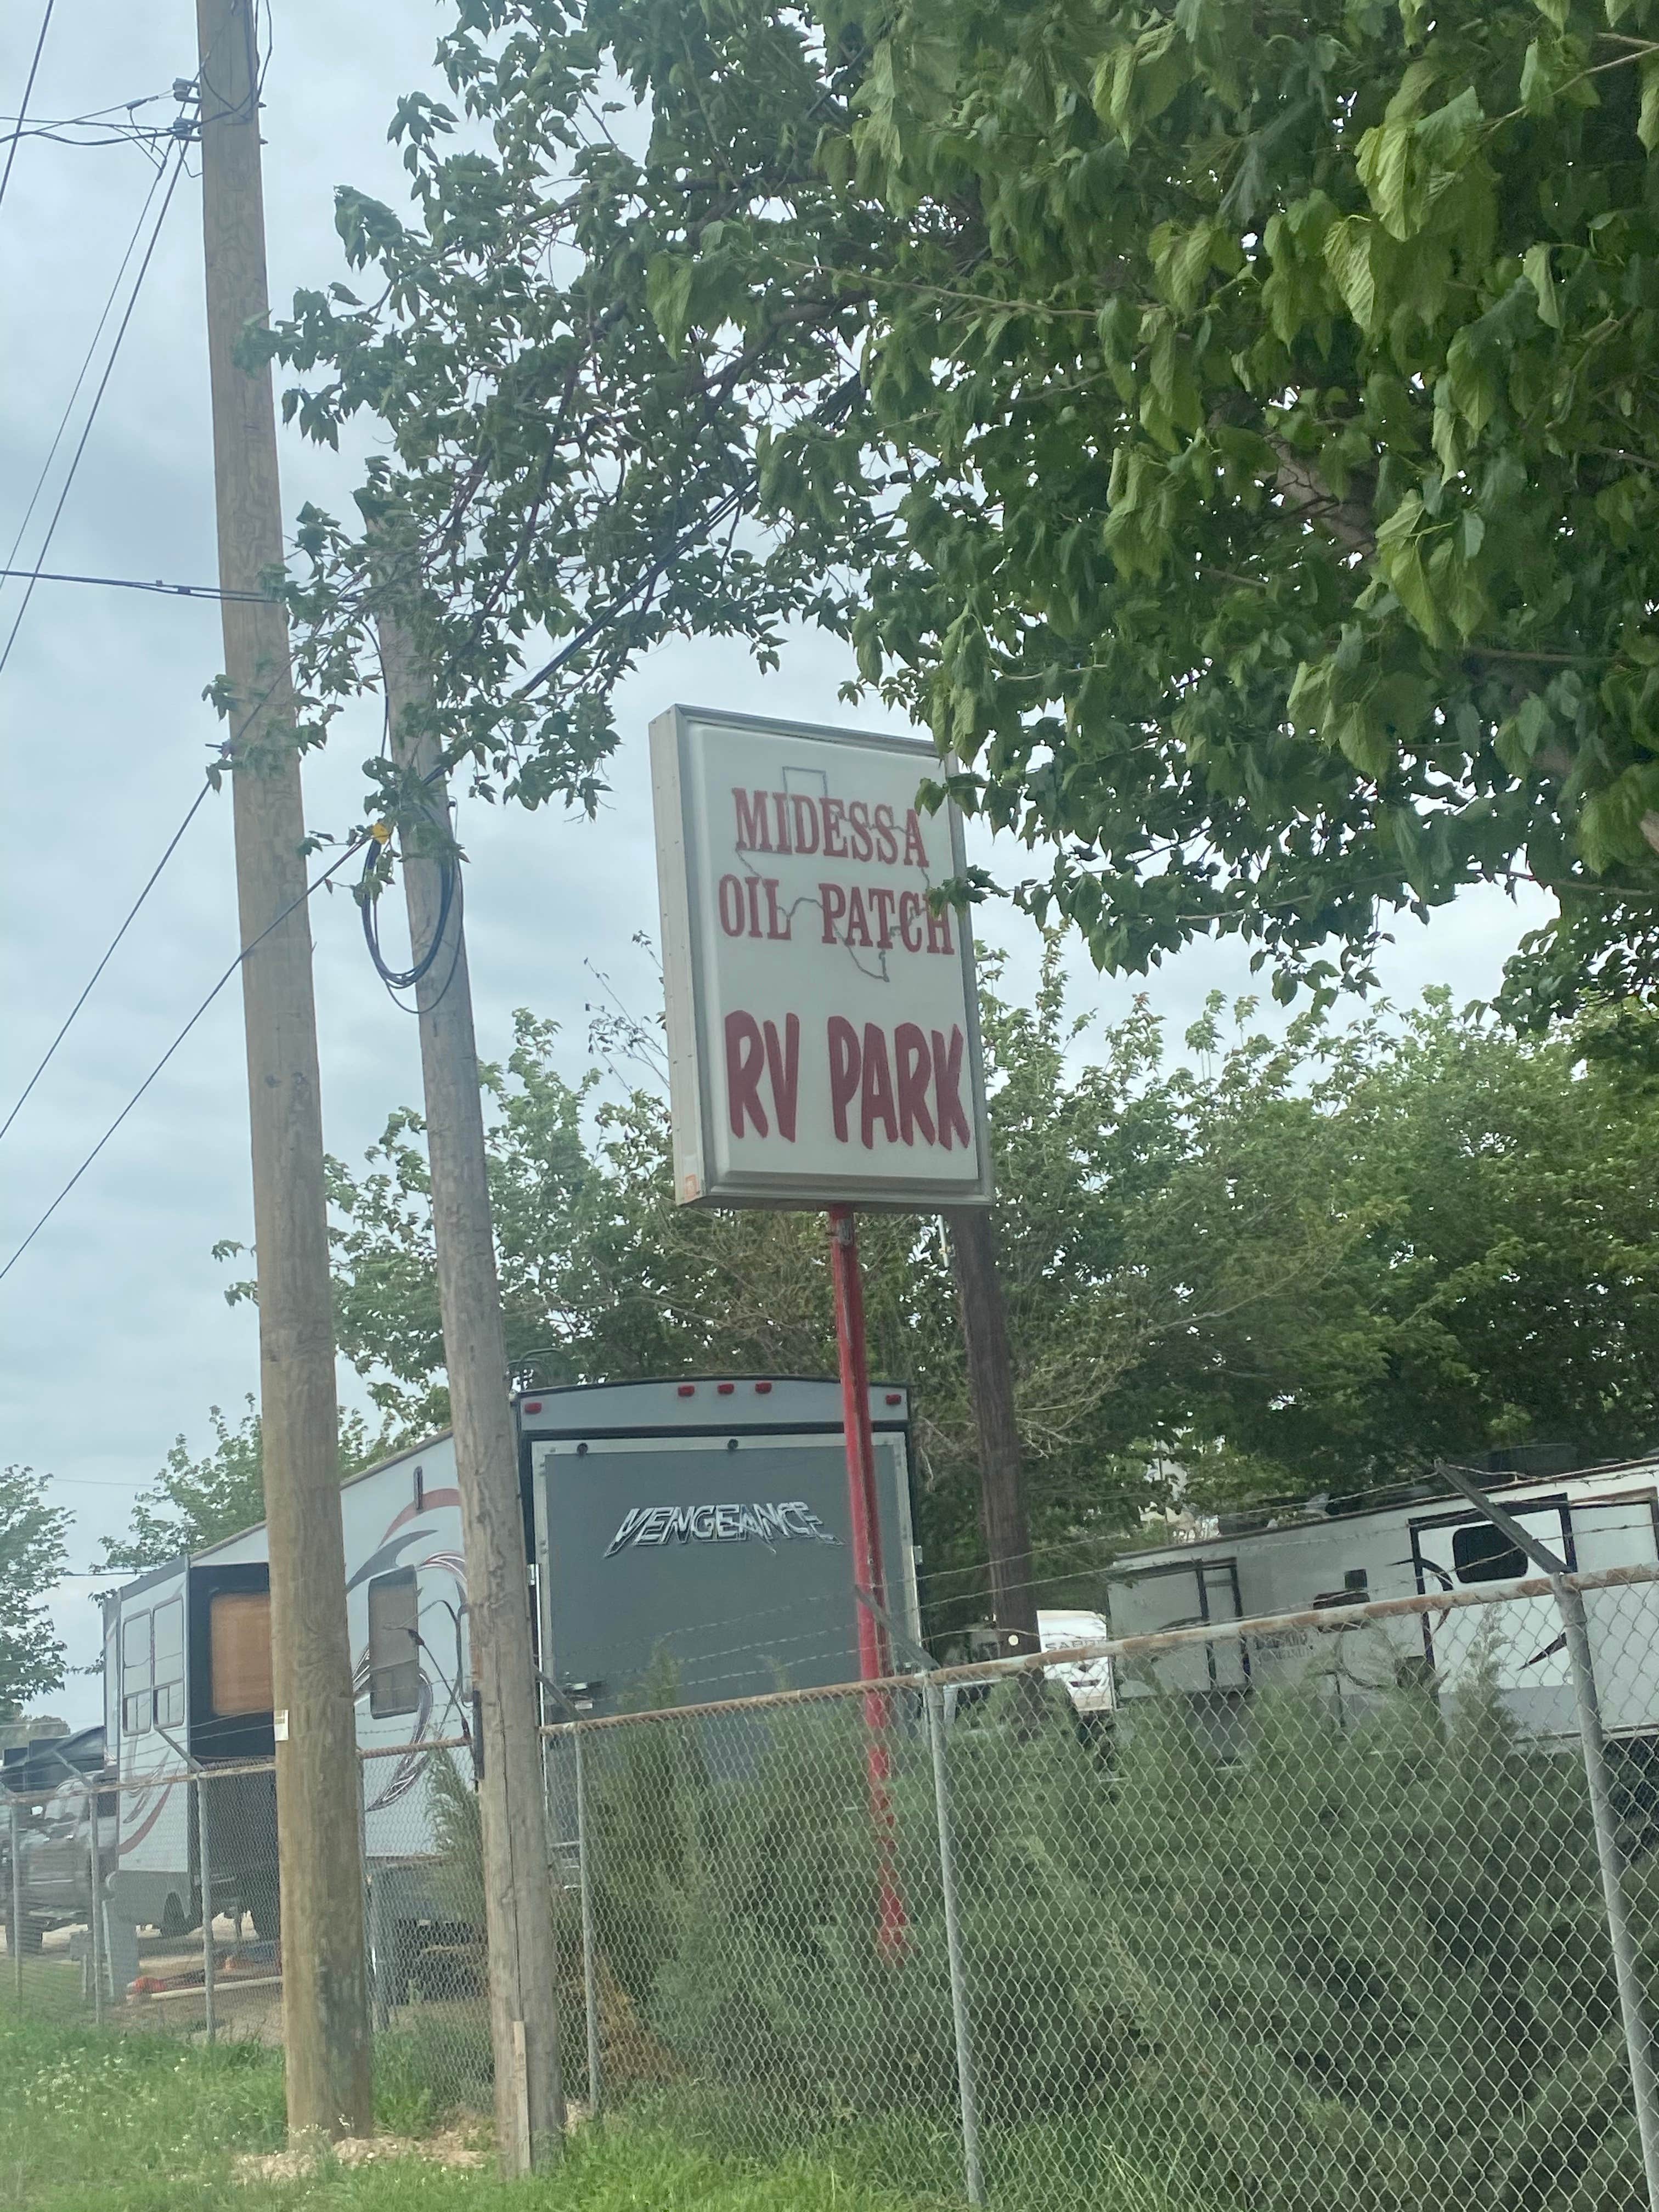 MIDESSA
OIL PATCH
RV PARK
VENGEANCE